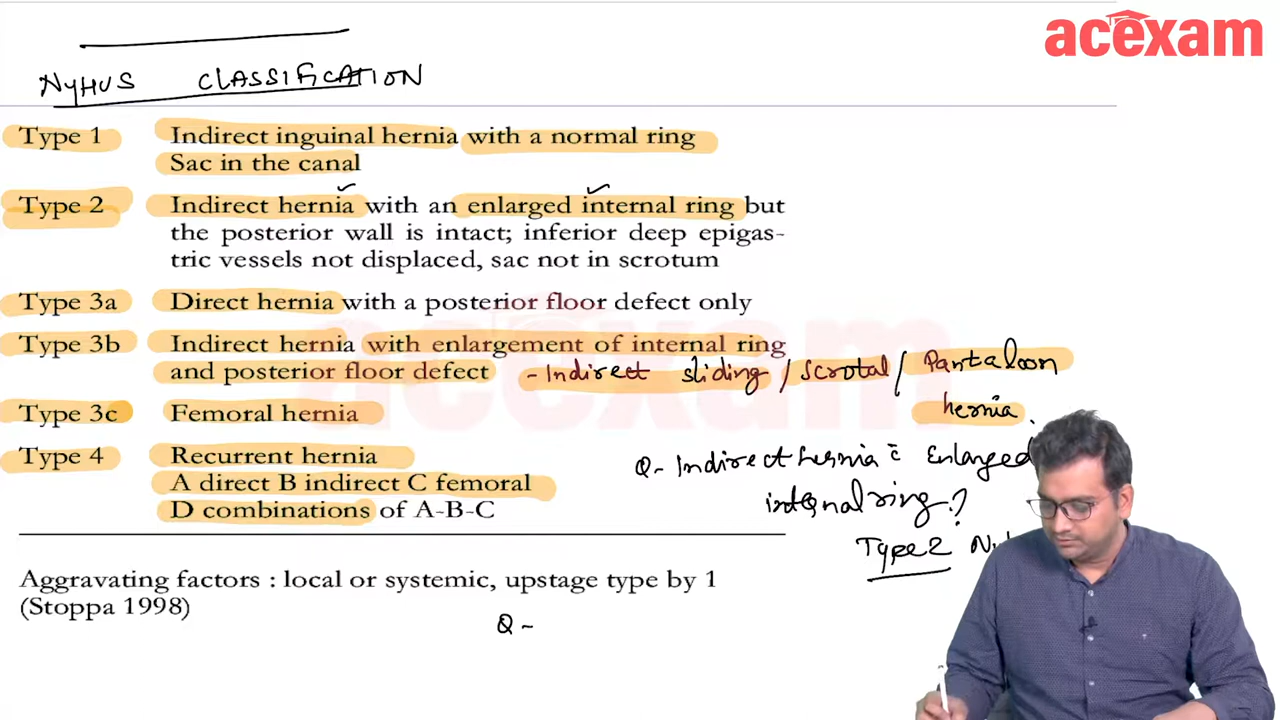 acexam
NyHUS CLASSIFICATION
Type 1 Indirect inguinal hernia with a normal ring
Sac in the canal
Type 2 Indirect hernia with an enlarged internal ring but
the posterior wall is intact; inferior deep epigas-
tric vessels not displaced, sac not in scrotum
Type 3a Direct hernia with a posterior floor defect only
Type 3b Indirect hernia with enlargement of internal ring
and posterior floor defect - Indirect sliding / Scrotal / Pantaloon
hernia
Type 3c Femoral hernia
Type 4 Recurrent hernia
A direct B indirect C femoral
D combinations of A-B-C
Q- Indirect hernia c̄ Enlarged
internal ring?
Type 2
Aggravating factors : local or systemic, upstage type by 1
(Stoppa 1998)
Q -
acexam